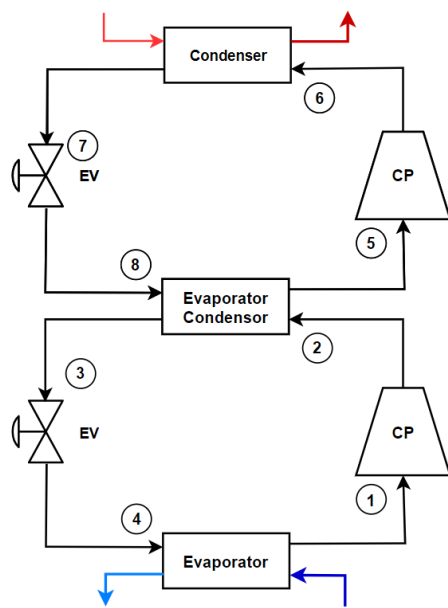 Condenser
6
7
EV
CP
5
8
Evaporator
Condensor
2
3
EV
CP
1
4
Evaporator